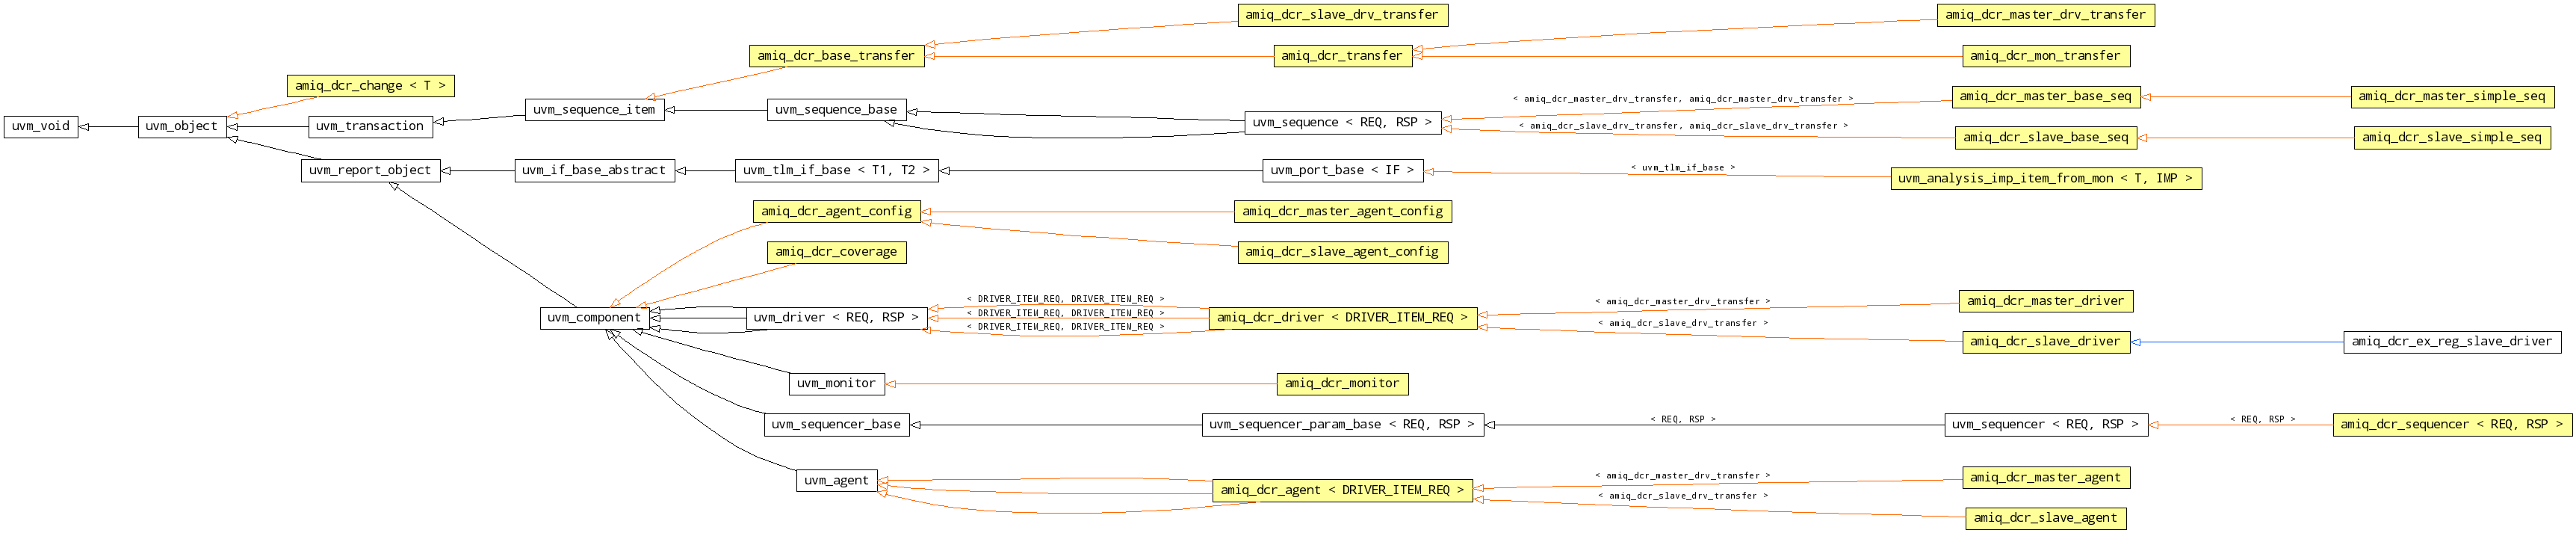 amiq_dcr_slave_drv_transfer
amiq_dcr_master_drv_transfer
amiq_dcr_base_transfer
amiq_dcr_transfer
amiq_dcr_mon_transfer
amiq_dcr_change < T >
uvm_sequence_item
uvm_sequence_base
< amiq_dcr_master_drv_transfer, amiq_dcr_master_drv_transfer >
amiq_dcr_master_base_seq
amiq_dcr_master_simple_seq
uvm_void
uvm_object
uvm_transaction
uvm_sequence < REQ, RSP >
< amiq_dcr_slave_drv_transfer, amiq_dcr_slave_drv_transfer >
amiq_dcr_slave_base_seq
amiq_dcr_slave_simple_seq
uvm_report_object
uvm_if_base_abstract
uvm_tlm_if_base < T1, T2 >
uvm_port_base < IF >
< uvm_tlm_if_base >
uvm_analysis_imp_item_from_mon < T, IMP >
amiq_dcr_agent_config
amiq_dcr_master_agent_config
amiq_dcr_coverage
amiq_dcr_slave_agent_config
uvm_component
uvm_driver < REQ, RSP >
< DRIVER_ITEM_REQ, DRIVER_ITEM_REQ >
< DRIVER_ITEM_REQ, DRIVER_ITEM_REQ >
< DRIVER_ITEM_REQ, DRIVER_ITEM_REQ >
amiq_dcr_driver < DRIVER_ITEM_REQ >
< amiq_dcr_master_drv_transfer >
amiq_dcr_master_driver
< amiq_dcr_slave_drv_transfer >
amiq_dcr_slave_driver
amiq_dcr_ex_reg_slave_driver
uvm_monitor
amiq_dcr_monitor
uvm_sequencer_base
uvm_sequencer_param_base < REQ, RSP >
< REQ, RSP >
uvm_sequencer < REQ, RSP >
< REQ, RSP >
amiq_dcr_sequencer < REQ, RSP >
uvm_agent
amiq_dcr_agent < DRIVER_ITEM_REQ >
< amiq_dcr_master_drv_transfer >
amiq_dcr_master_agent
< amiq_dcr_slave_drv_transfer >
amiq_dcr_slave_agent